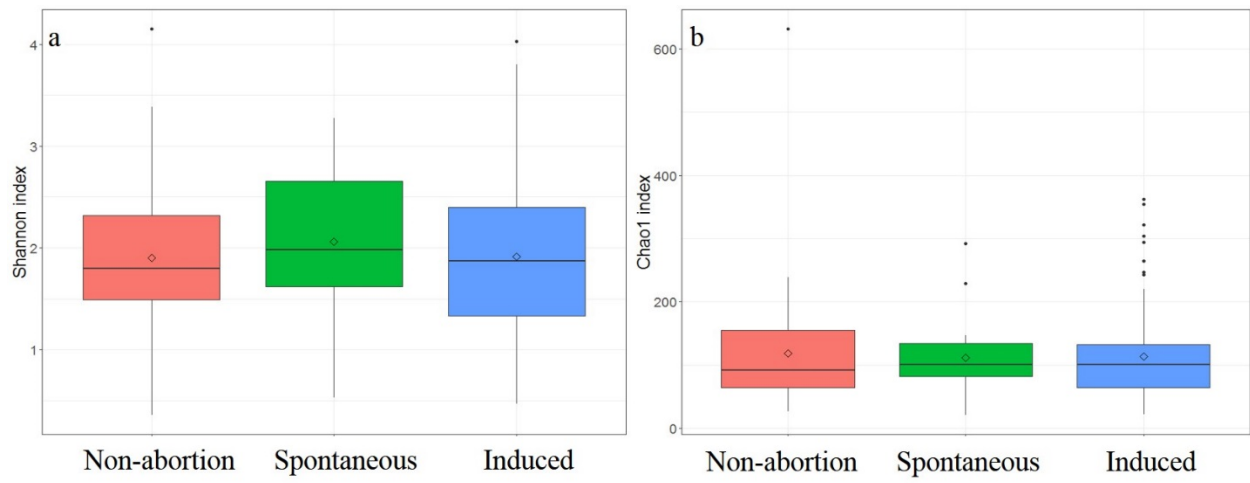 a
Shannon index
4
3
2
1
Non-abortion Spontaneous Induced
b
Chao1 index
600
400
200
0
Non-abortion Spontaneous Induced